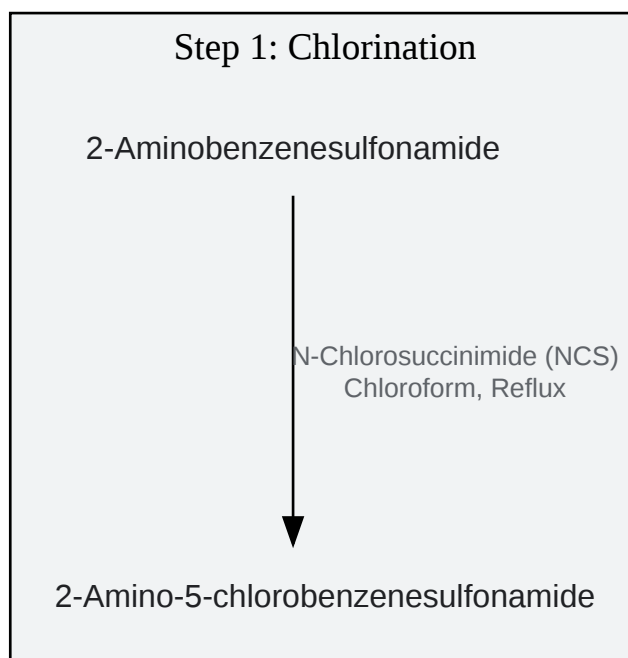 Step 1: Chlorination
2-Aminobenzenesulfonamide
N-Chlorosuccinimide (NCS)
Chloroform, Reflux
2-Amino-5-chlorobenzenesulfonamide